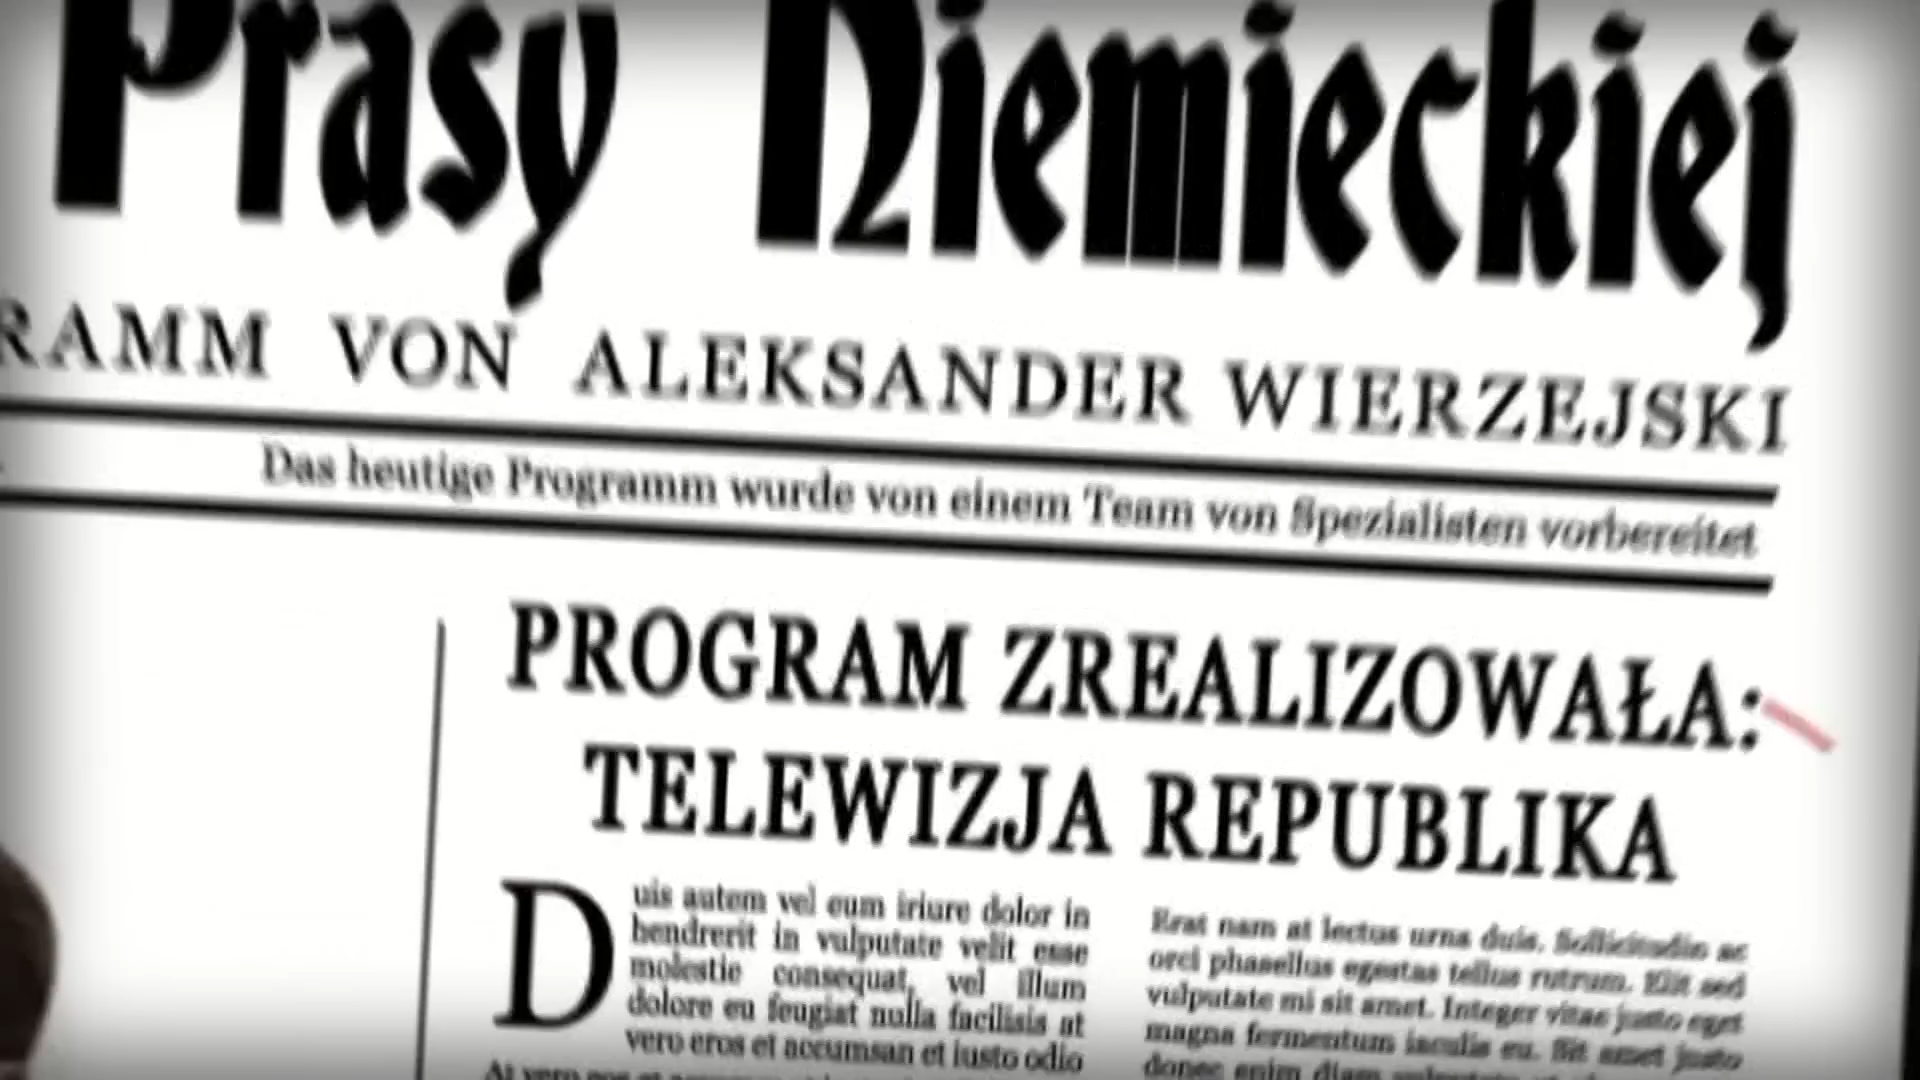 Prasy Niemieckiej
RAMM VON ALEKSANDER WIERZEJSKI
Das heutige Programm wurde von einem Team von Spezialisten vorbereitet
PROGRAM ZREALIZOWAŁA:
TELEWIZJA REPUBLIKA
Duis autem vel eum iriure dolor in
hendrerit in vulputate velit esse
molestie consequat, vel illum
dolore eu feugiat nulla facilisis at
vero eros et accumsan et iusto odio
Erat nam at lectus urna duis. Sollicitudin ac
orci phasellus egestas tellus rutrum. Elit sed
vulputate mi sit amet. Integer vitae justo eget
magna fermentum iaculis eu. Sit amet justo
donec enim diam